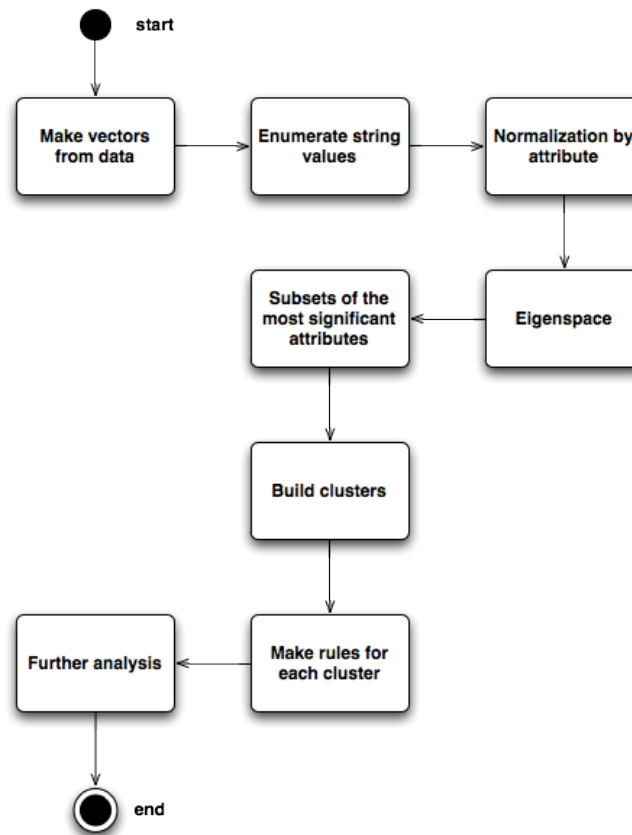 start
Make vectors
from data
Enumerate string
values
Normalization by
attribute
Subsets of the
most significant
attributes
Eigenspace
Build clusters
Further analysis
Make rules for
each cluster
end